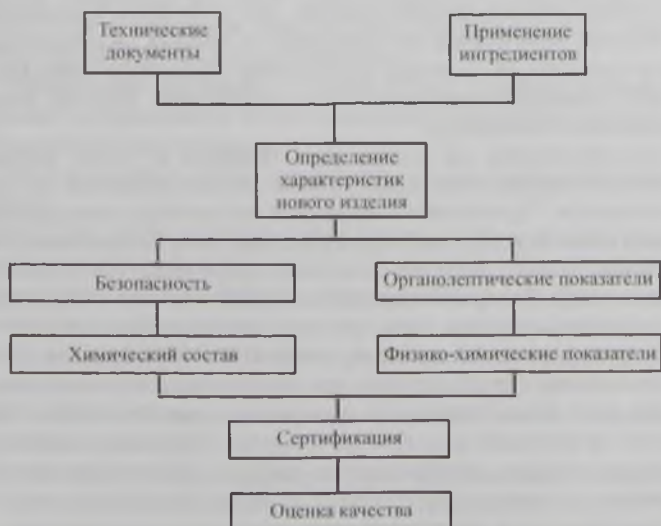 Технические
документы
Применение
ингредиентов
Определение
характеристик
нового изделия
Безопасность
Органолептические показатели
Химический состав
Физико-химические показатели
Сертификация
Оценка качества